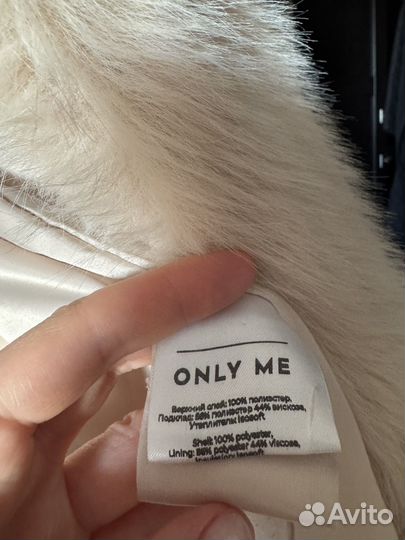 ONLY ME
Верхний слой: 100% полиэстер.
Подклад: 56% полиэстер 44% вискоза,
Утеплитель: Isosoft
Shell: 100% polyester,
Lining: 56% polyester 44% viscose,
Insulation: Isosoft
Avito